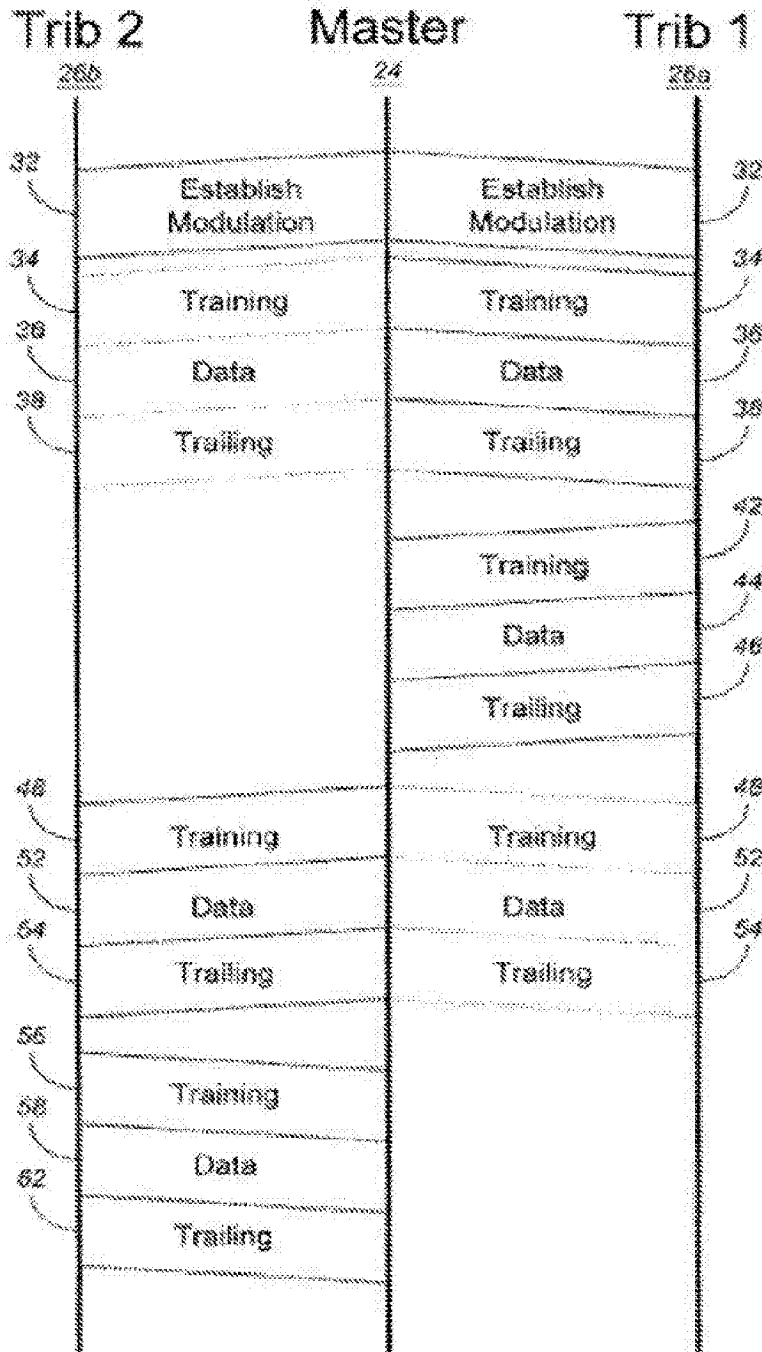 Trib 2 Master Trib 1
26b 24 26a
32 Establish Modulation Establish Modulation 32
34 Training Training 34
36 Data Data 36
38 Trailing Trailing 38
Training 42
Data 44
Trailing 46
48 Training Training 48
52 Data Data 52
54 Trailing Trailing 54
56 Training
58 Data
62 Trailing